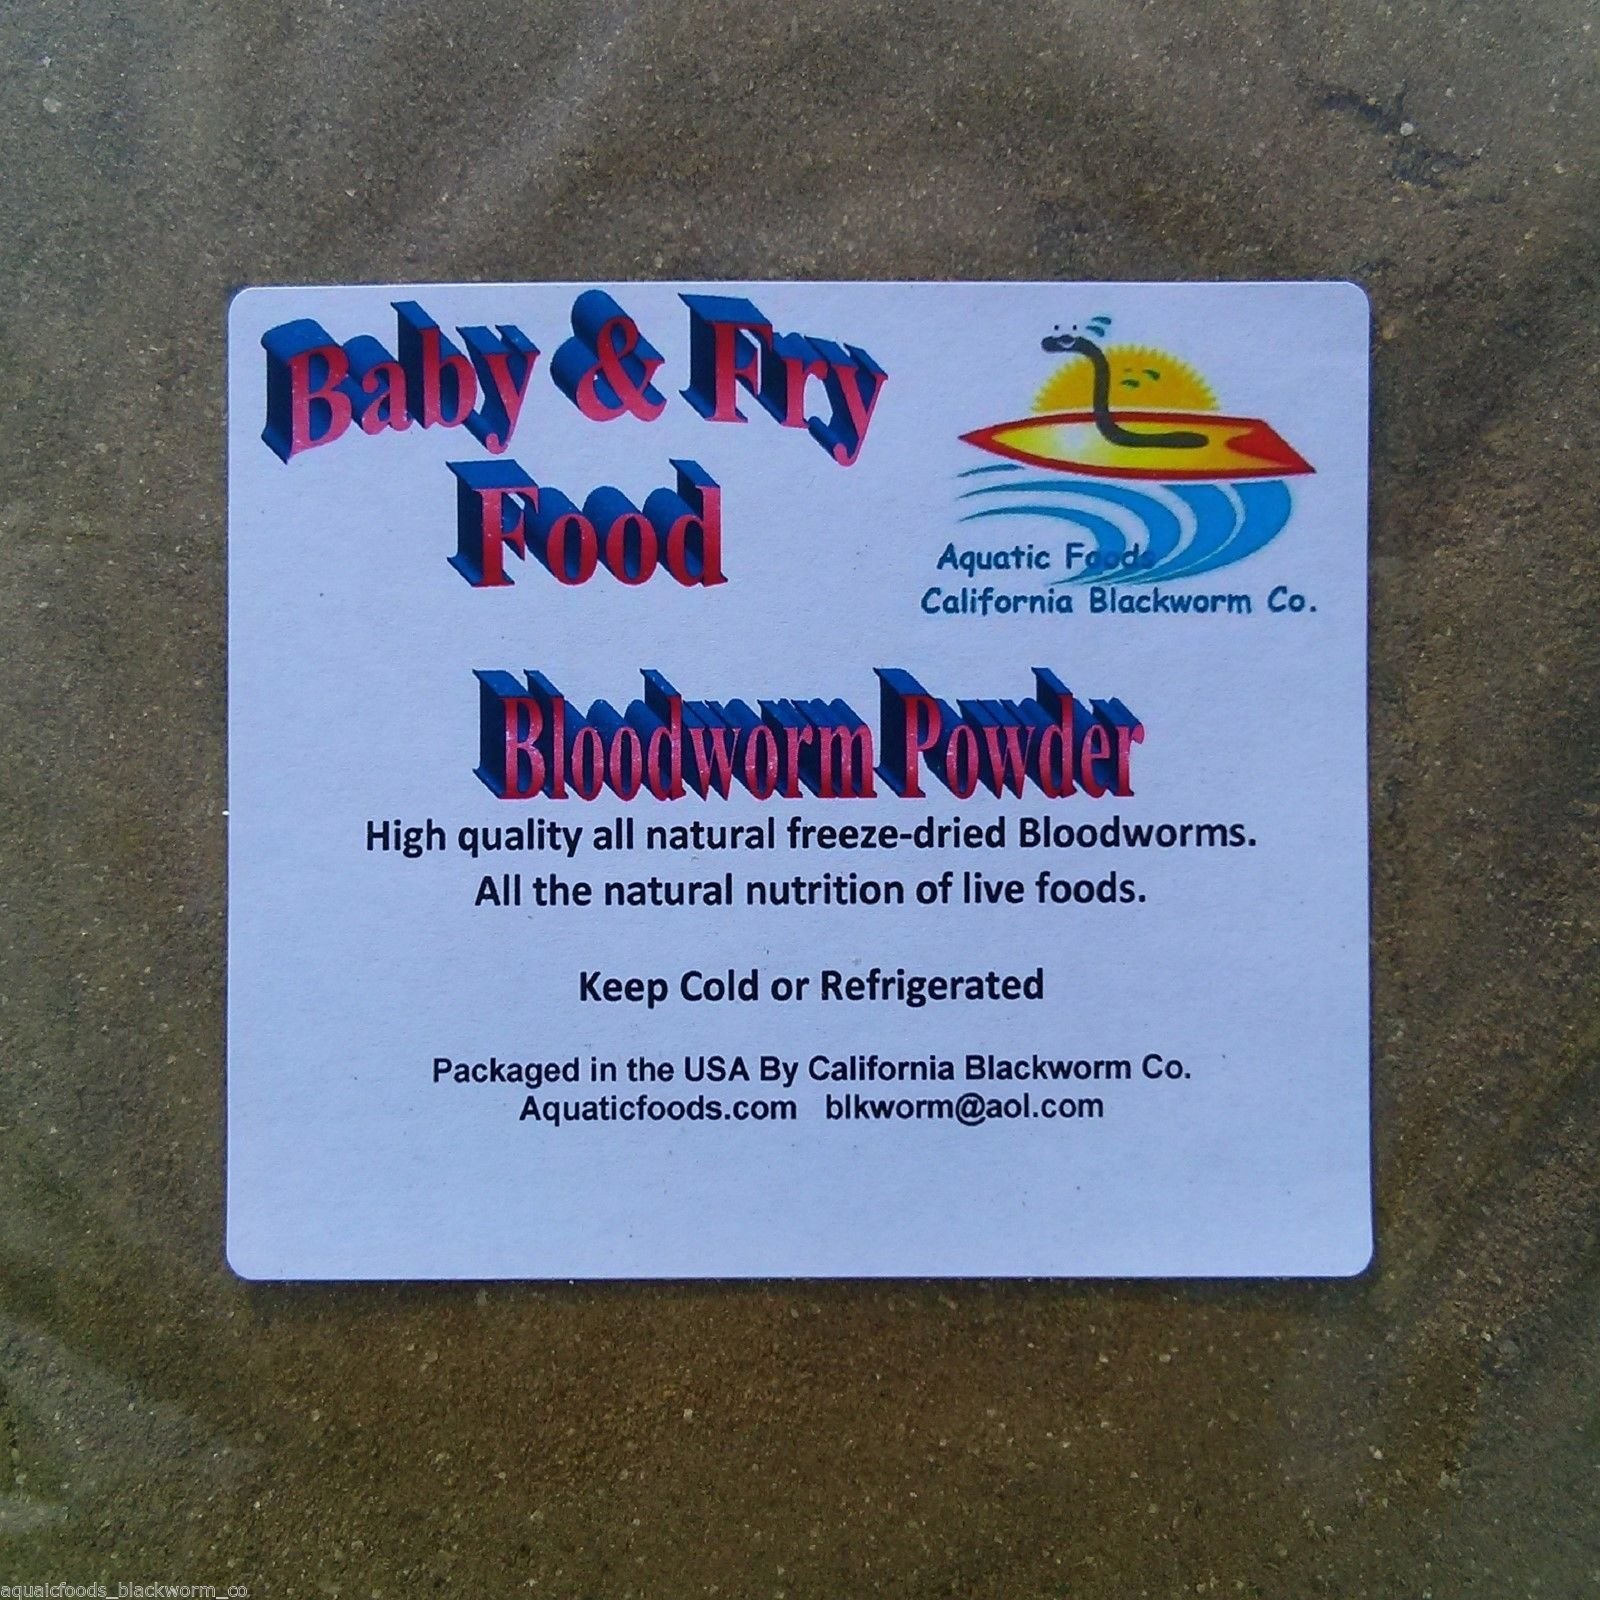 Baby & Fry
Food
Aquatic Foods
California Blackworm Co.
Bloodworm Powder
High quality all natural freeze-dried Bloodworms.
All the natural nutrition of live foods.
Keep Cold or Refrigerated
Packaged in the USA By California Blackworm Co.
Aquaticfoods.com blkworm@aol.com
aquaicfoods_blackworm_co.